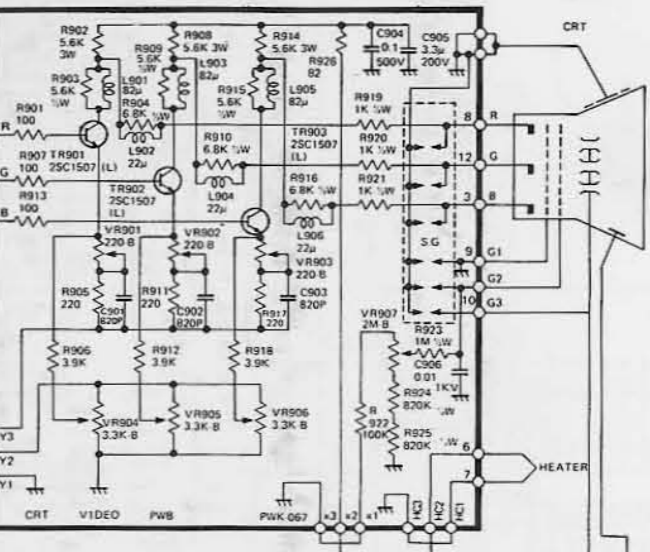 R902
5.6K
3W
R908
5.6K 3W
R909
5.6K
½W
R914
5.6K 3W
R926
82
C904
0.1
500V
C905
3.3µ
200V
CRT
R903
5.6K
½W
L901
82µ
L903
82µ
R915
5.6K
½W
L905
82µ
R904
6.8K ½W
R901
100
R
L902
22µ
R910
6.8K ½W
TR903
2SC1507
(L)
R919
1K ½W
8
R
R907
100
TR901
2SC1507 (L)
R920
1K ½W
12
G
G
TR902
2SC1507
(L)
L904
22µ
R916
6.8K ½W
R921
1K ½W
3
B
R913
100
B
L906
22µ
VR901
220-B
VR902
220-B
VR903
220-B
S.G
9
G1
G2
10
G3
R905
220
C901
820P
R911
220
C902
820P
R917
220
C903
820P
VR907
2M-B
R923
1M ½W
R906
3.9K
R912
3.9K
R918
3.9K
C906
0.01
1KV
R924
820K
½W
VR904
3.3K-B
VR905
3.3K-B
VR906
3.3K-B
R
922
100K
R925
820K
½W
Y3
Y2
Y1
6
7
HEATER
CRT VIDEO PWB PWK-067
x3
x2
x1
HC3
HC2
HC1